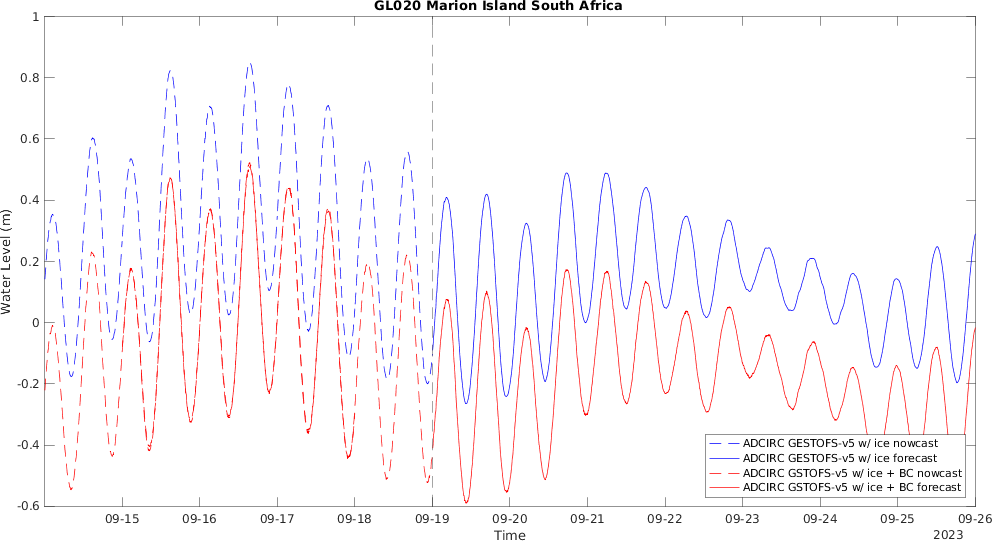 GL020 Marion Island South Africa
1
0.8
0.6
0.4
0.2
0
-0.2
-0.4
-0.6
Water Level (m)
ADCIRC GESTOFS-v5 w/ ice nowcast
ADCIRC GESTOFS-v5 w/ ice forecast
ADCIRC GSTOFS-v5 w/ ice + BC nowcast
ADCIRC GSTOFS-v5 w/ ice + BC forecast
09-15 09-16 09-17 09-18 09-19 09-20 09-21 09-22 09-23 09-24 09-25 09-26
Time
2023